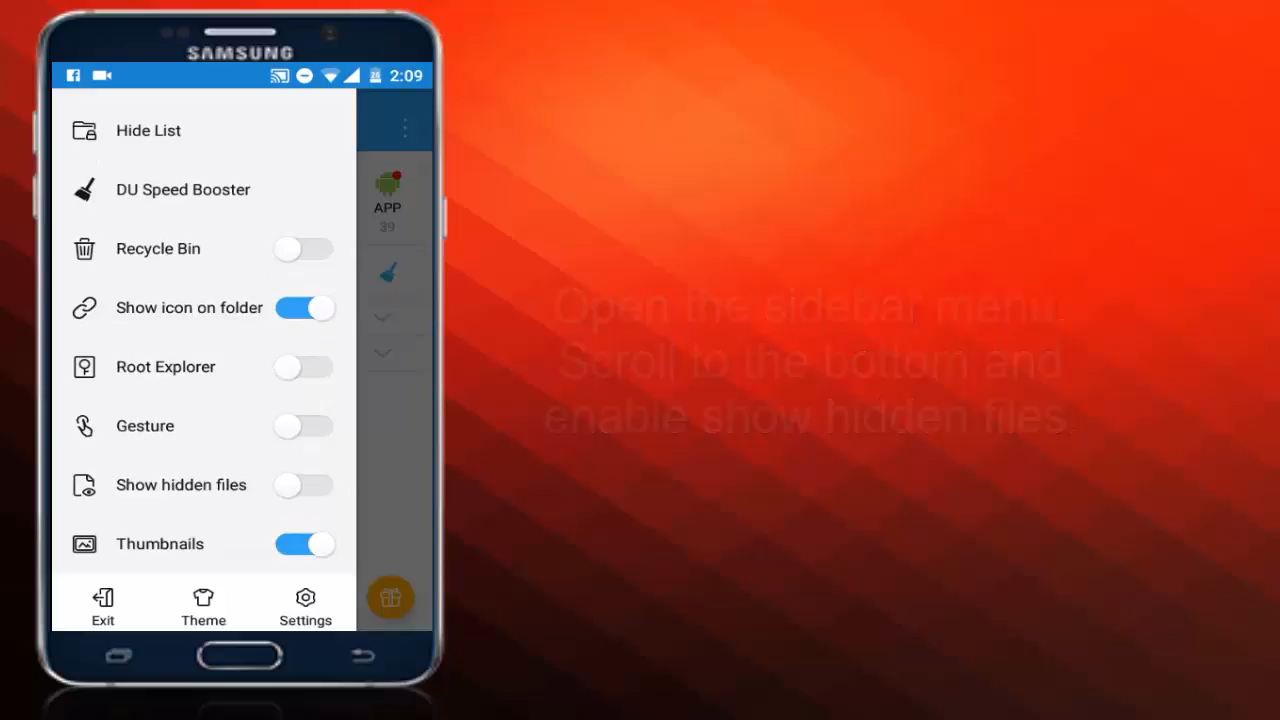 SAMSUNG
2:09
Hide List
DU Speed Booster
Recycle Bin
Show icon on folder
Root Explorer
Gesture
Show hidden files
Thumbnails
Exit
Theme
Settings
APP
39
Open the sidebar menu.
Scroll to the bottom and
enable show hidden files.